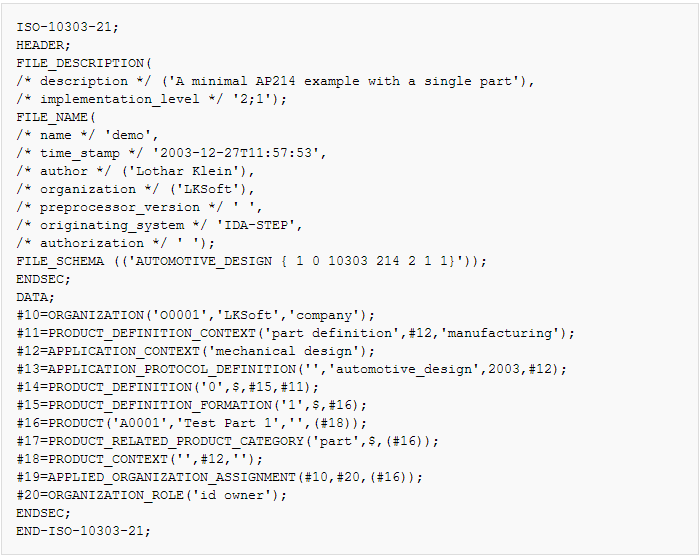 ISO-10303-21;
HEADER;
FILE_DESCRIPTION(
/* description */ ('A minimal AP214 example with a single part'),
/* implementation_level */ '2;1');
FILE_NAME(
/* name */ 'demo',
/* time_stamp */ '2003-12-27T11:57:53',
/* author */ ('Lothar Klein'),
/* organization */ ('LKSoft'),
/* preprocessor_version */ ' ',
/* originating_system */ 'IDA-STEP',
/* authorization */ ' ');
FILE_SCHEMA (('AUTOMOTIVE_DESIGN { 1 0 10303 214 2 1 1}'));
ENDSEC;
DATA;
#10=ORGANIZATION('O0001','LKSoft','company');
#11=PRODUCT_DEFINITION_CONTEXT('part definition',#12,'manufacturing');
#12=APPLICATION_CONTEXT('mechanical design');
#13=APPLICATION_PROTOCOL_DEFINITION('','automotive_design',2003,#12);
#14=PRODUCT_DEFINITION('0',$,#15,#11);
#15=PRODUCT_DEFINITION_FORMATION('1',$,#16);
#16=PRODUCT('A0001','Test Part 1','',(#18));
#17=PRODUCT_RELATED_PRODUCT_CATEGORY('part',$,(#16));
#18=PRODUCT_CONTEXT('',#12,'');
#19=APPLIED_ORGANIZATION_ASSIGNMENT(#10,#20,(#16));
#20=ORGANIZATION_ROLE('id owner');
ENDSEC;
END-ISO-10303-21;